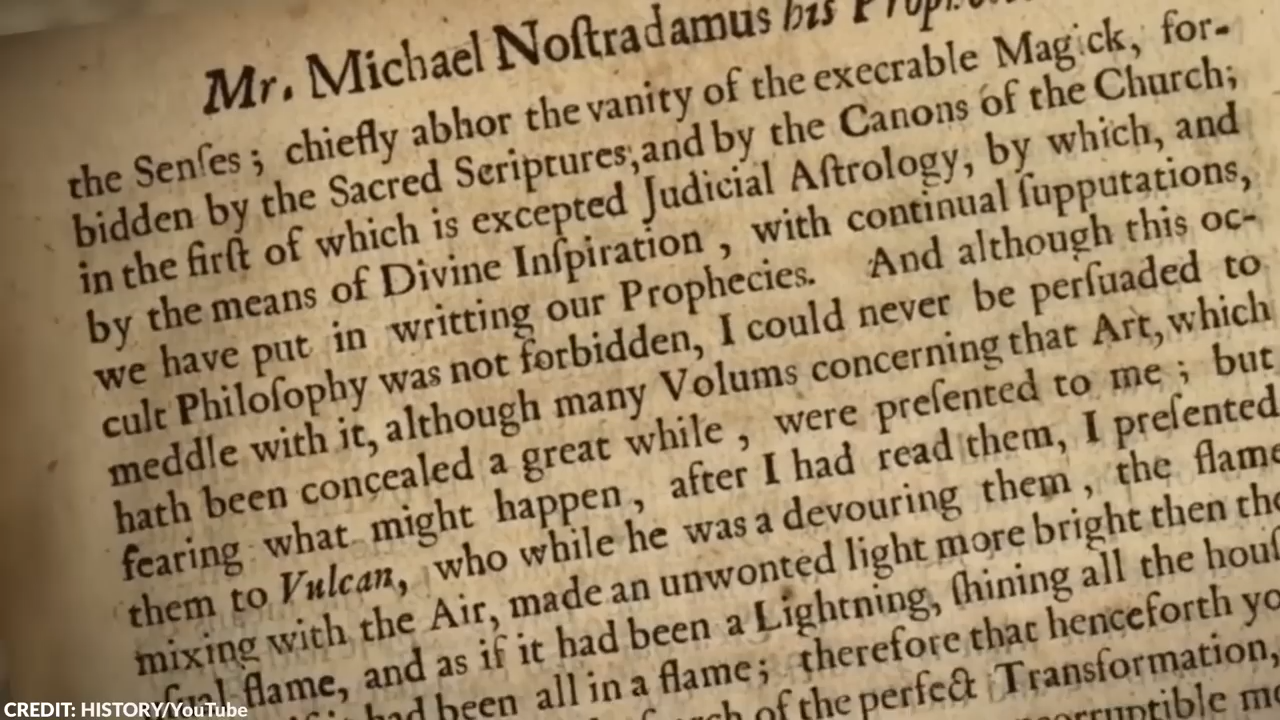 Mr. Michael Noſtradamus his
the Senſes; chiefly abhor the vanity of the execrable Magick, for-
bidden by the Sacred Scriptures, and by the Canons of the Church;
in the firſt of which is excepted Judicial Aſtrology, by which, and
by the means of Divine Inſpiration, with continual ſupputations,
we have put in writting our Prophecies. And although this oc-
cult Philoſophy was not forbidden, I could never be perſuaded to
meddle with it, although many Volums concerning that Art, which
hath been concealed a great while, were preſented to me; but
fearing what might happen, after I had read them, I preſented
them to Vulcan, who while he was a devouring them, the flame
mixing with the Air, made an unwonted light more bright then the
flame, and as if it had been a Lightning, ſhining all the houſ
had been all in a flame; therefore that henceforth yo
of the perfect Transformation,
CREDIT: HISTORY/YouTube